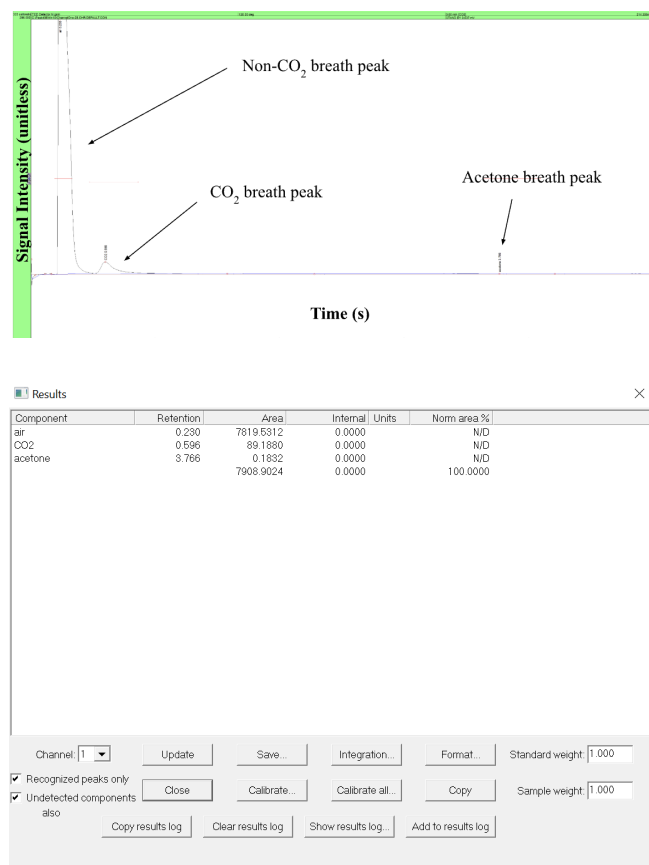 Non-CO2 breath peak
CO2 breath peak
Acetone breath peak
Signal Intensity (unitless)
Time (s)
Results
Component Retention Area Internal Units Norm area %
air 0.230 7819.5312 0.0000 N/D
CO2 0.596 89.1880 0.0000 N/D
acetone 3.766 0.1832 0.0000 N/D
7908.9024 0.0000 100.0000
Channel: 1 Update Save... Integration... Format... Standard weight: 1.000
Recognized peaks only
Undetected components also
Close Calibrate... Calibrate all... Copy Sample weight: 1.000
Copy results log Clear results log Show results log... Add to results log